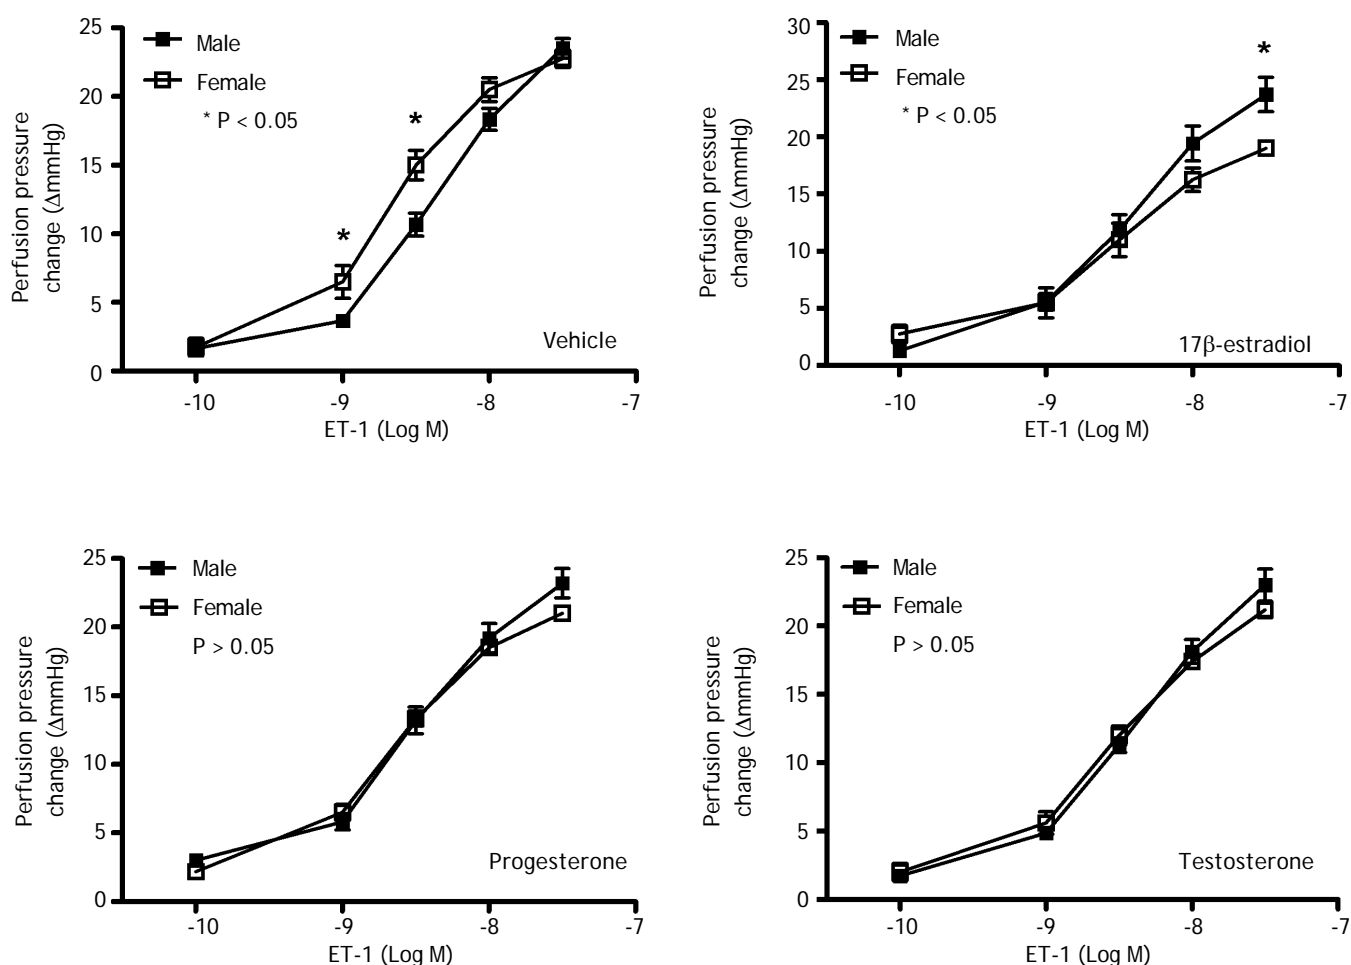 25
20
15
10
5
0
Perfusion pressure
change (ΔmmHg)
Male
Female
* P < 0.05
*
*
Vehicle
-10 -9 -8 -7
ET-1 (Log M)
30
25
20
15
10
5
0
Perfusion pressure
change (ΔmmHg)
Male
Female
* P < 0.05
*
17β-estradiol
-10 -9 -8 -7
ET-1 (Log M)
25
20
15
10
5
0
Perfusion pressure
change (ΔmmHg)
Male
Female
P > 0.05
Progesterone
-10 -9 -8 -7
ET-1 (Log M)
25
20
15
10
5
0
Perfusion pressure
change (ΔmmHg)
Male
Female
P > 0.05
Testosterone
-10 -9 -8 -7
ET-1 (Log M)